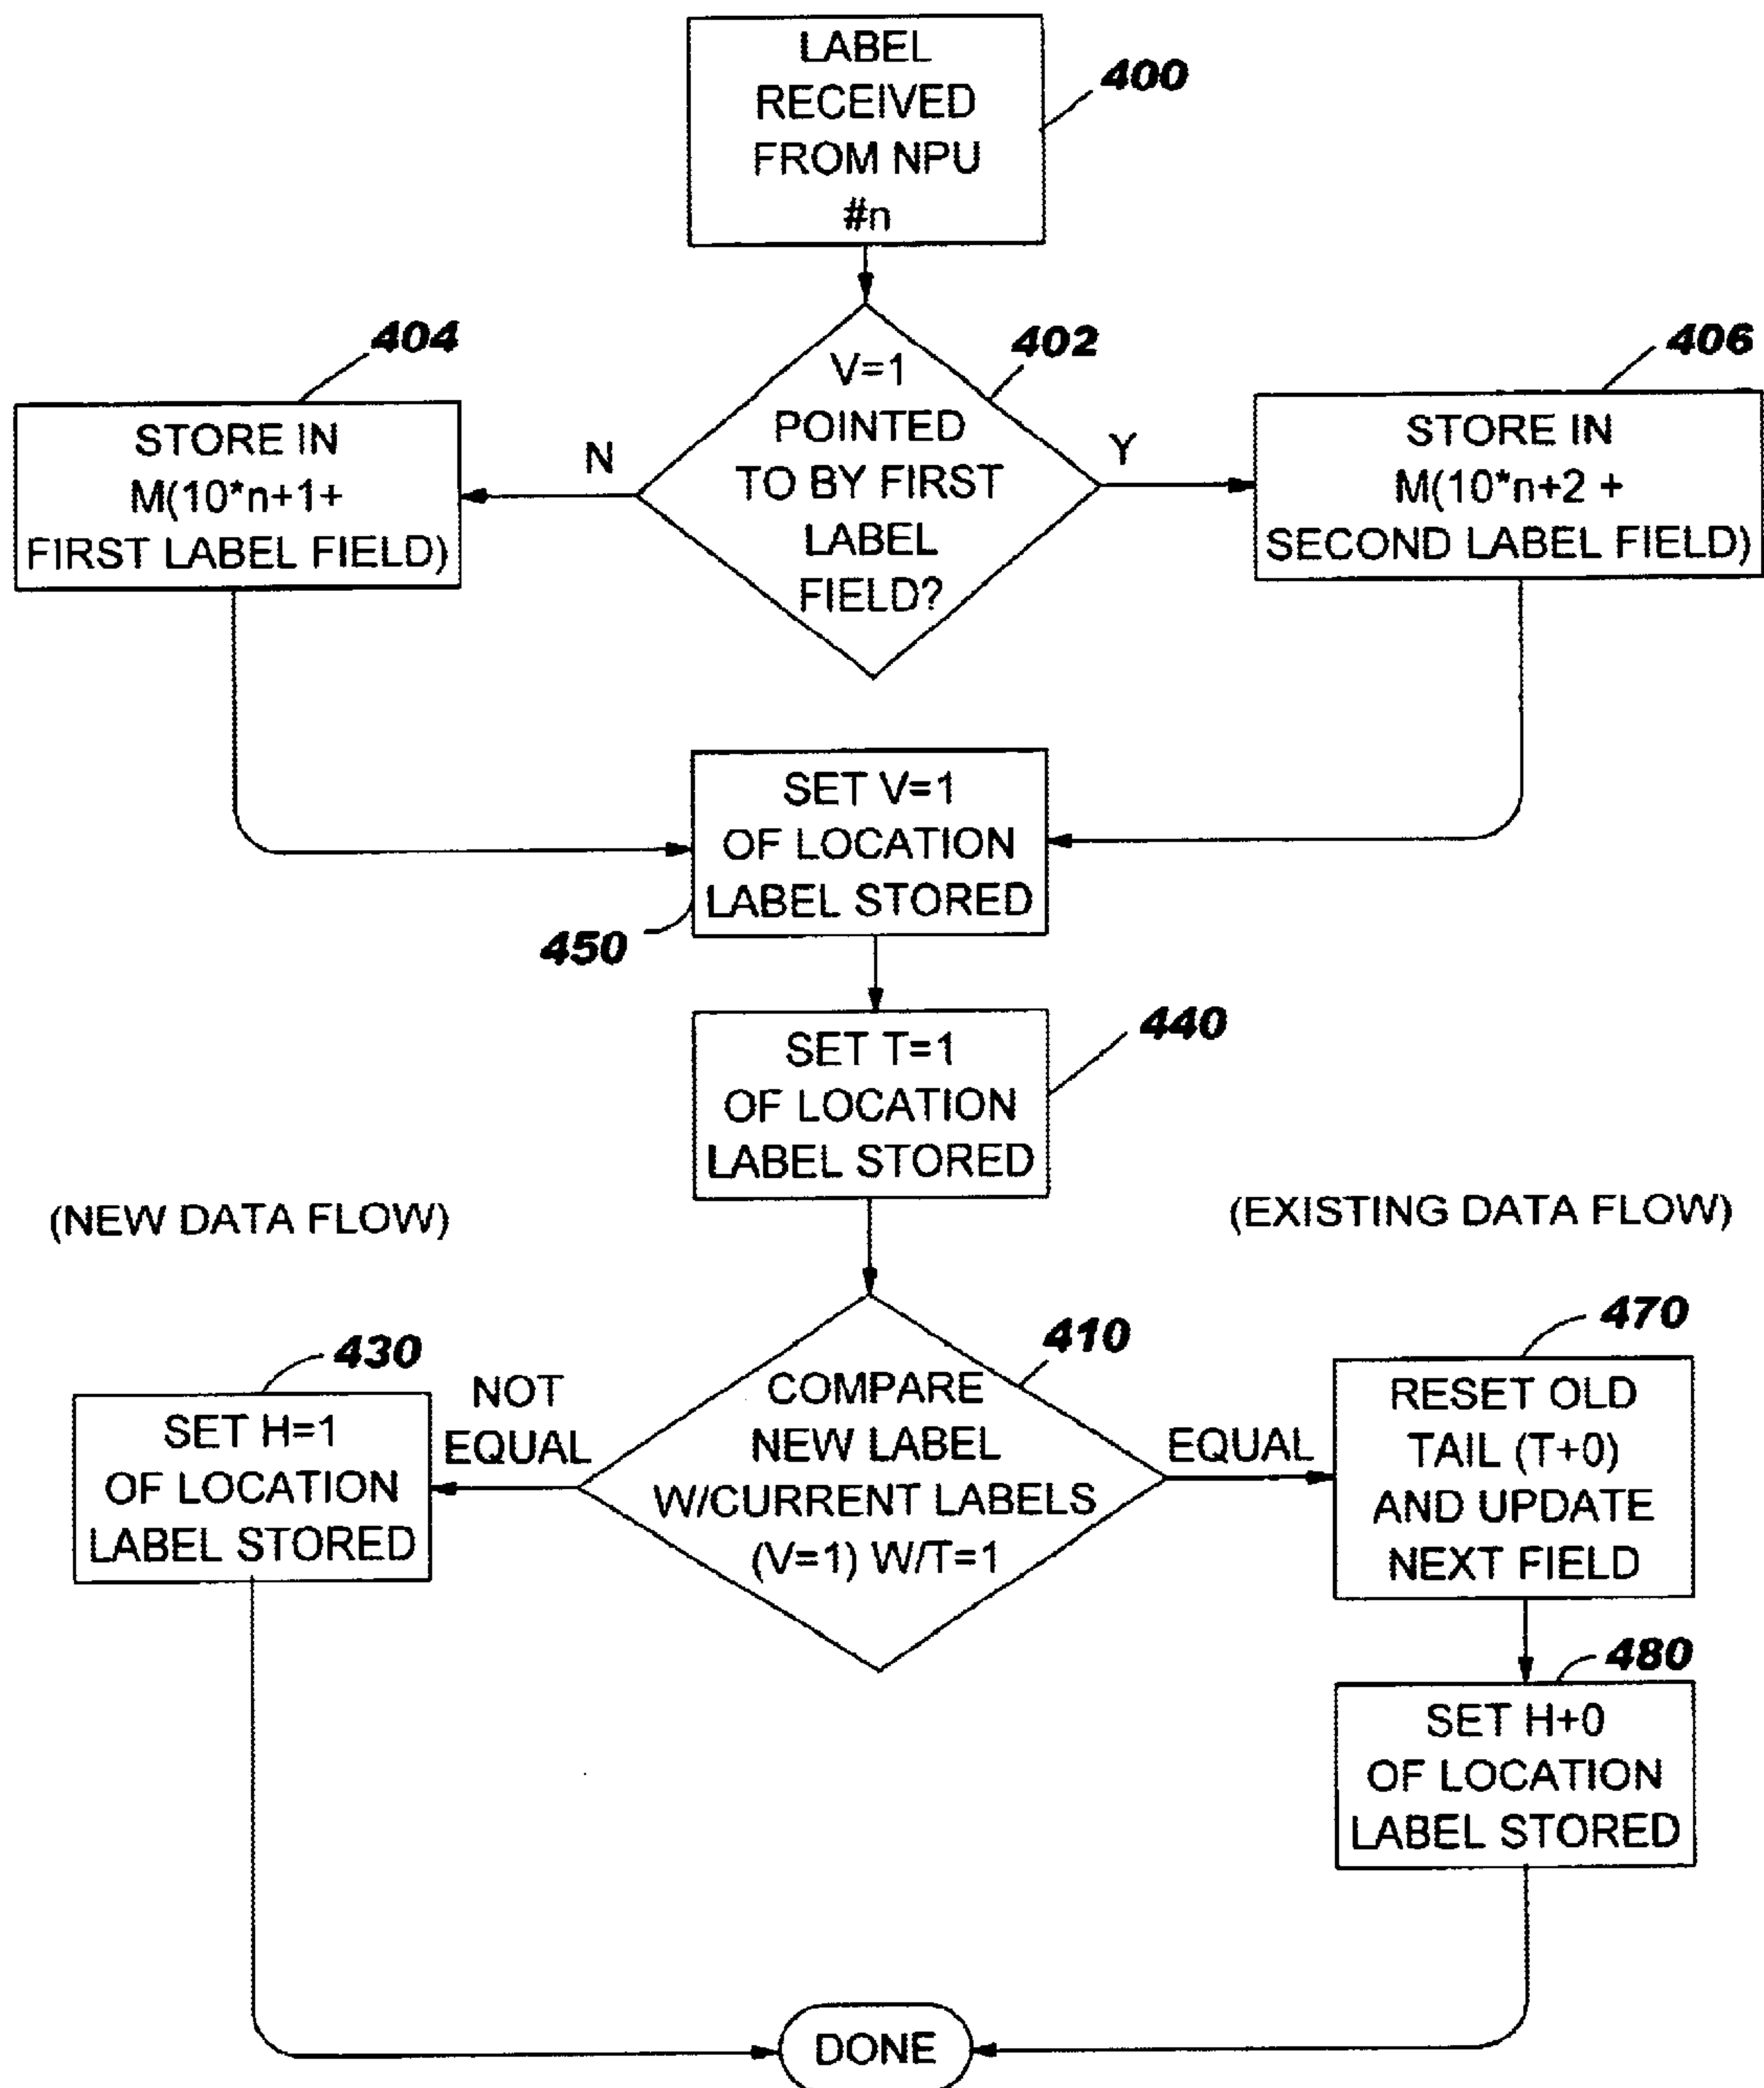 LABEL
RECEIVED
FROM NPU
#n
400
V=1
POINTED
TO BY FIRST
LABEL
FIELD?
402
N
Y
404
STORE IN
M(10*n+1+
FIRST LABEL FIELD)
406
STORE IN
M(10*n+2 +
SECOND LABEL FIELD)
SET V=1
OF LOCATION
LABEL STORED
450
SET T=1
OF LOCATION
LABEL STORED
440
(NEW DATA FLOW)
(EXISTING DATA FLOW)
COMPARE
NEW LABEL
W/CURRENT LABELS
(V=1) W/T=1
410
NOT
EQUAL
EQUAL
430
SET H=1
OF LOCATION
LABEL STORED
470
RESET OLD
TAIL (T+0)
AND UPDATE
NEXT FIELD
480
SET H+0
OF LOCATION
LABEL STORED
DONE